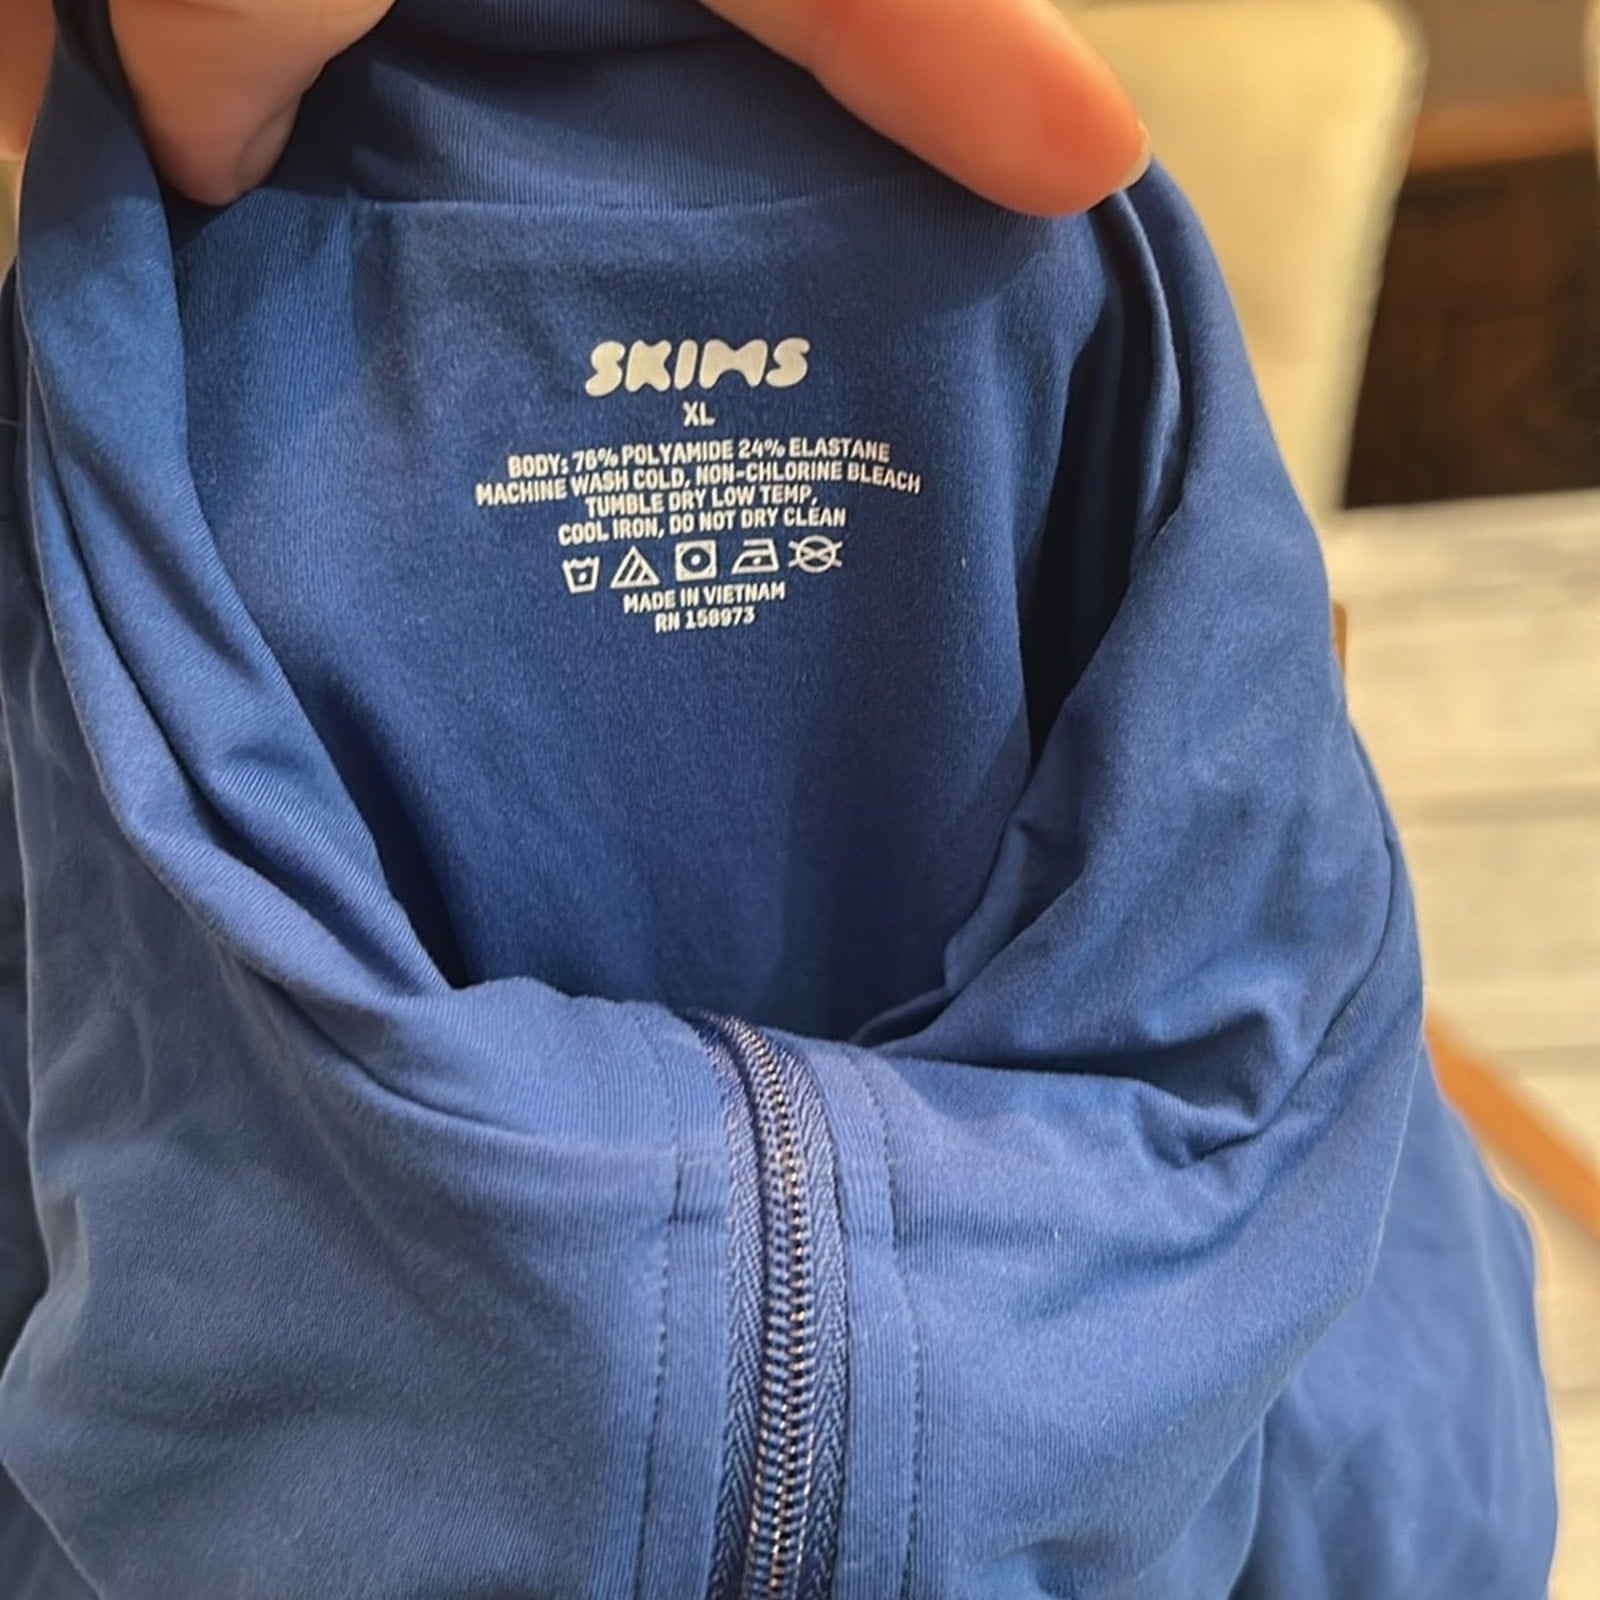 SKIMS
XL
BODY: 76% POLYAMIDE 24% ELASTANE
MACHINE WASH COLD, NON-CHLORINE BLEACH
TUMBLE DRY LOW TEMP,
COOL IRON, DO NOT DRY CLEAN
MADE IN VIETNAM
RN 158973